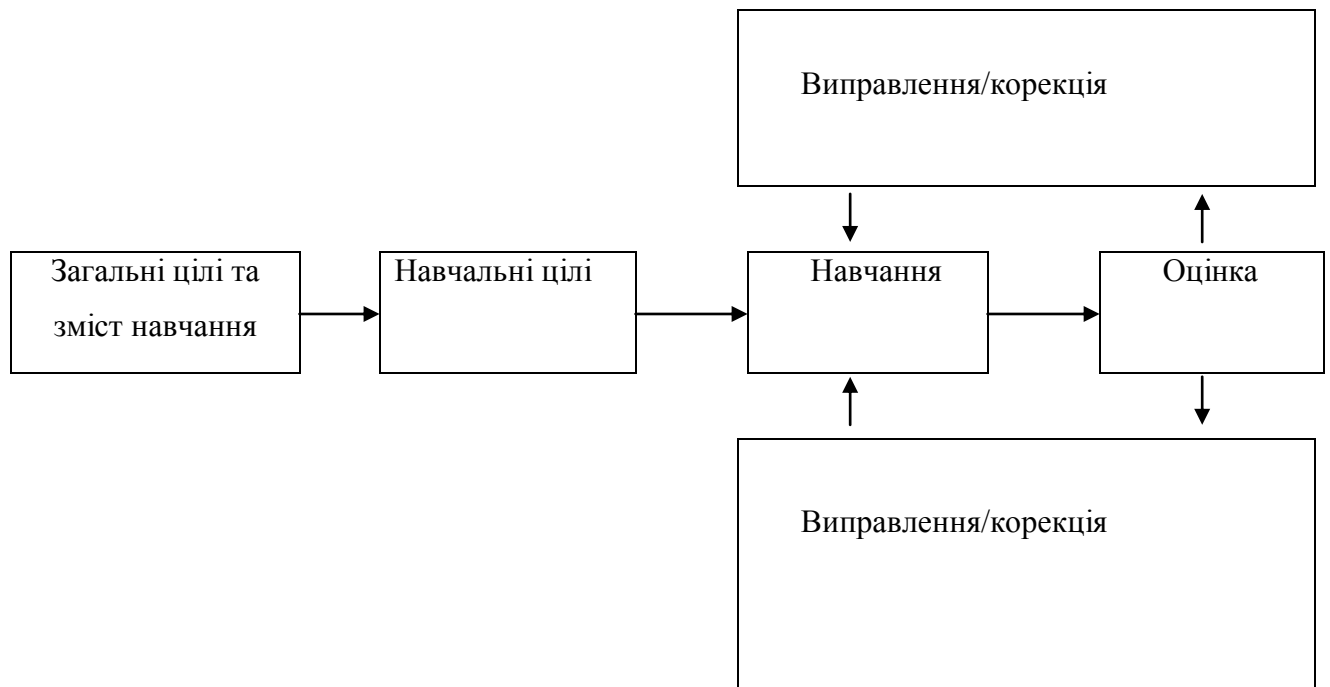 Виправлення/корекція
Загальні цілі та
зміст навчання
Навчальні цілі
Навчання
Оцінка
Виправлення/корекція